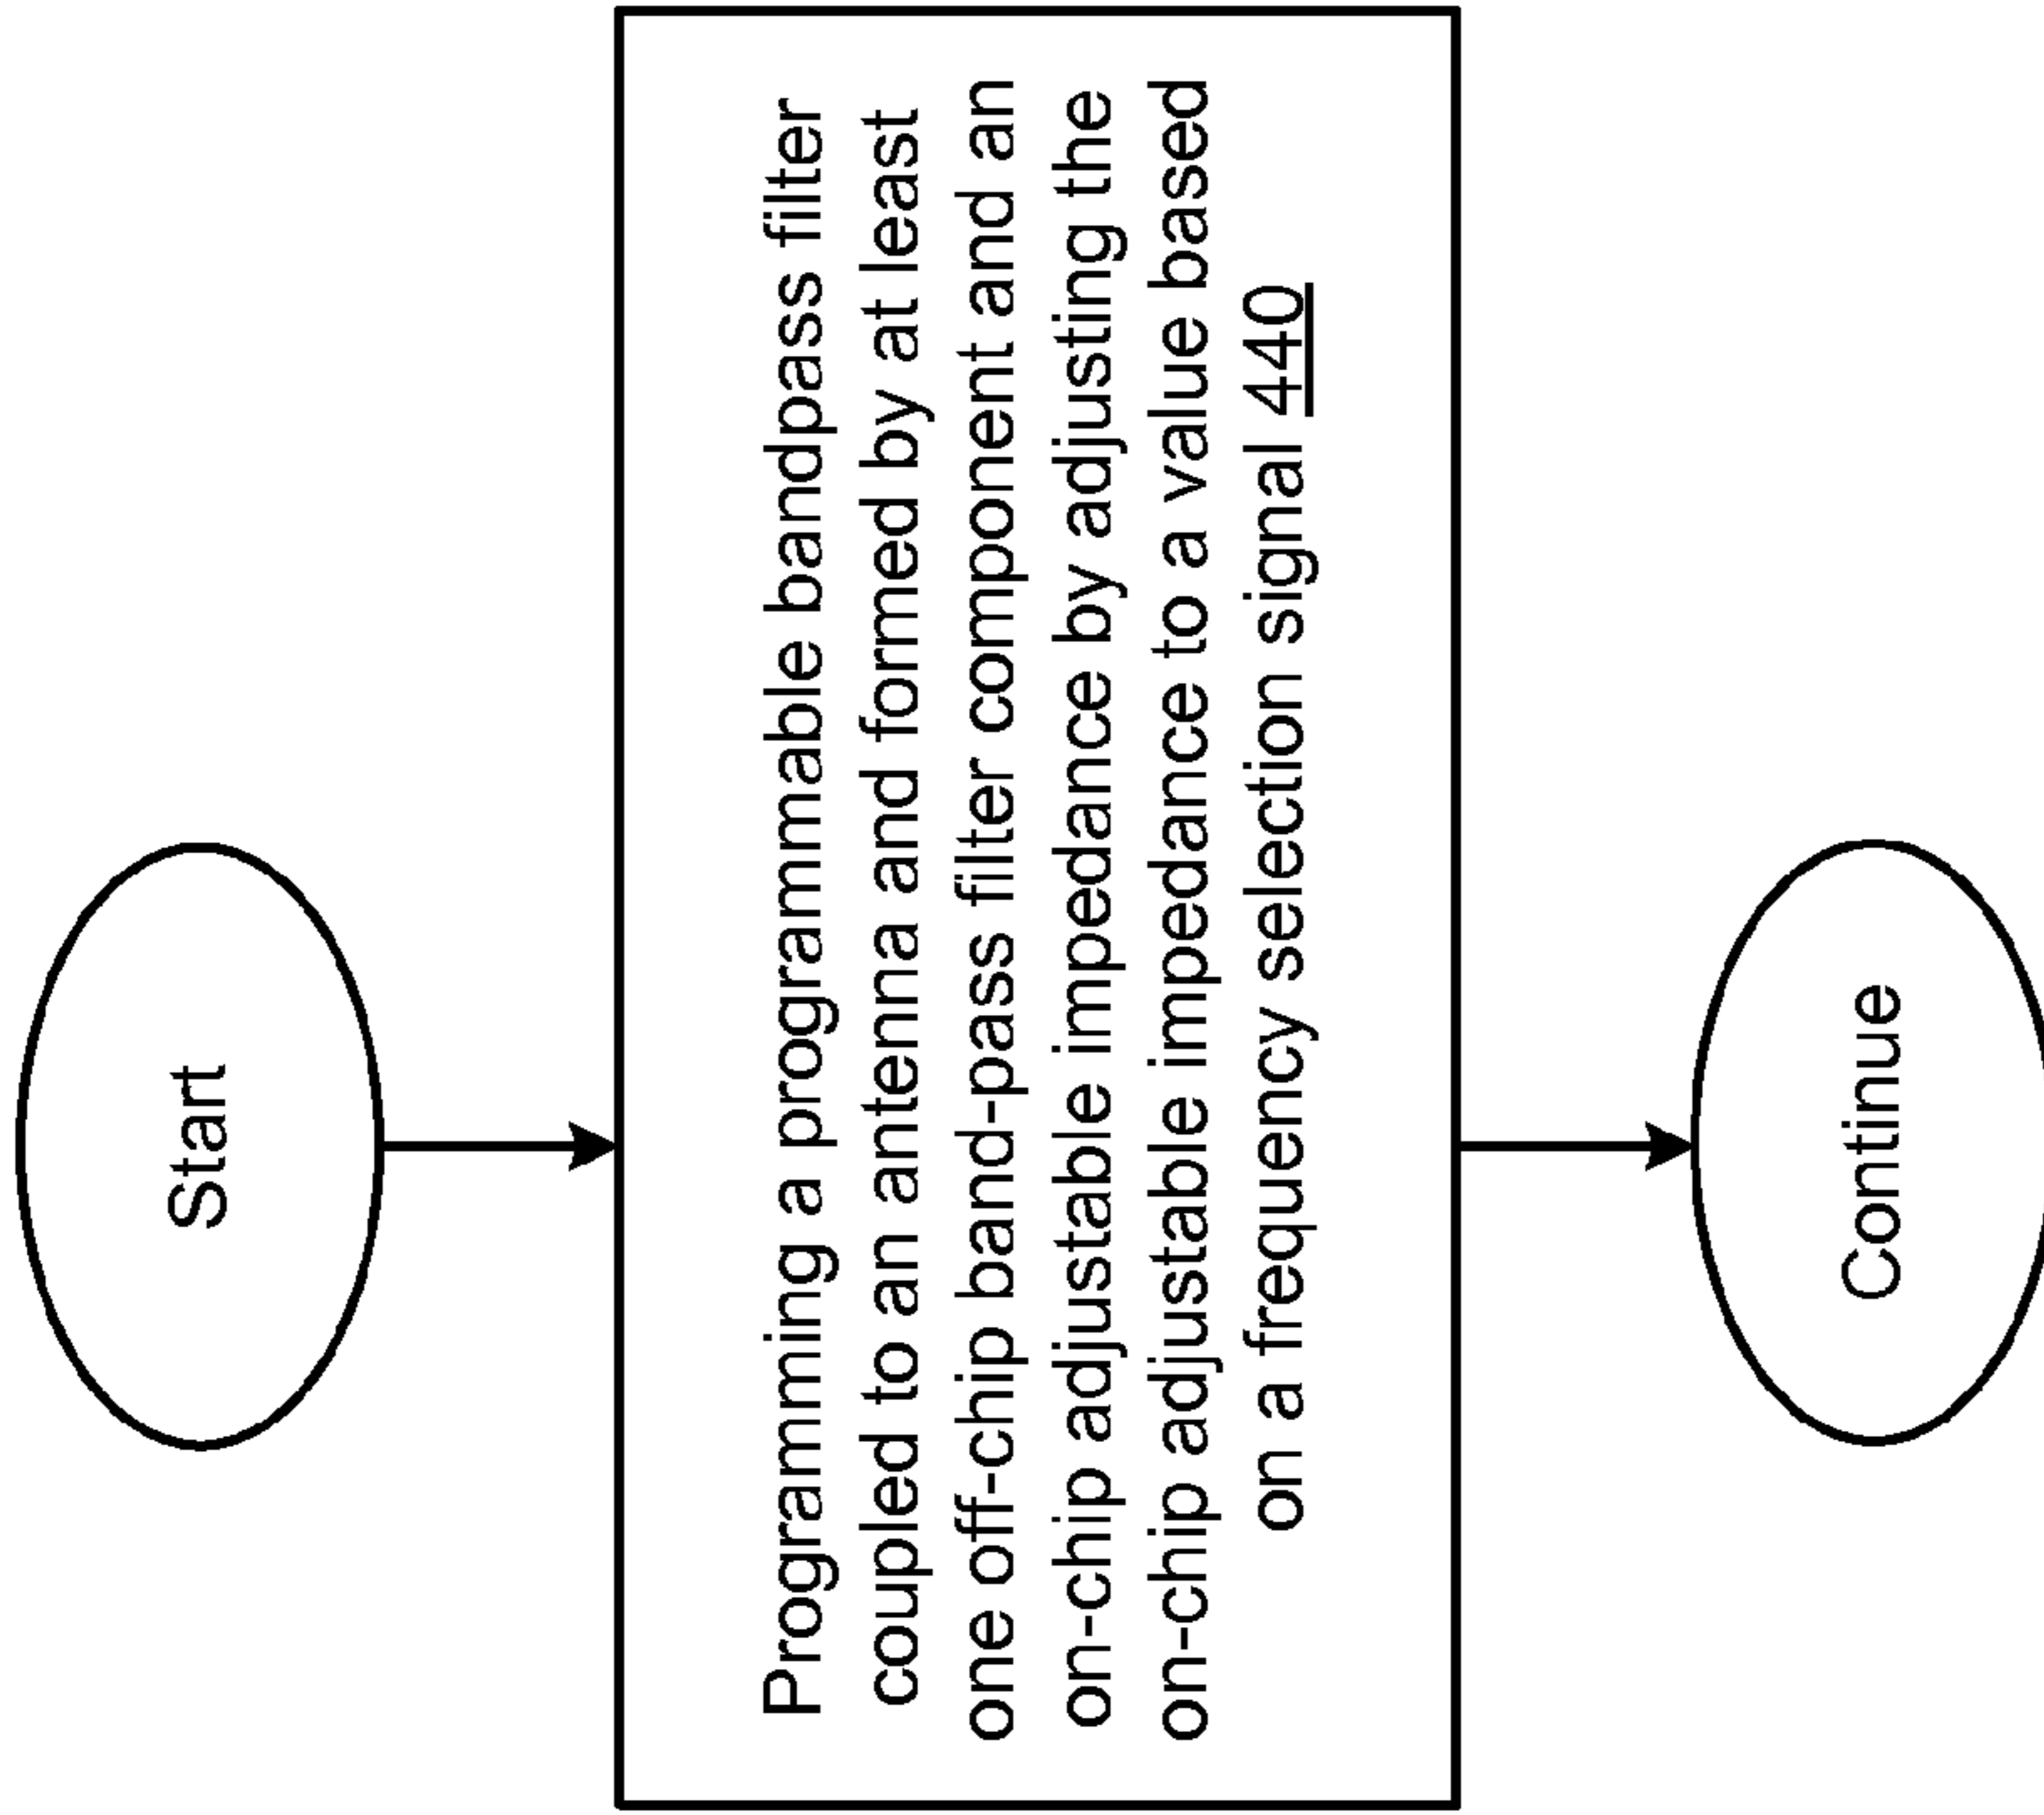 Start
Programming a programmable bandpass filter
coupled to an antenna and formed by at least
one off-chip band-pass filter component and an
on-chip adjustable impedance by adjusting the
on-chip adjustable impedance to a value based
on a frequency selection signal 440
Continue